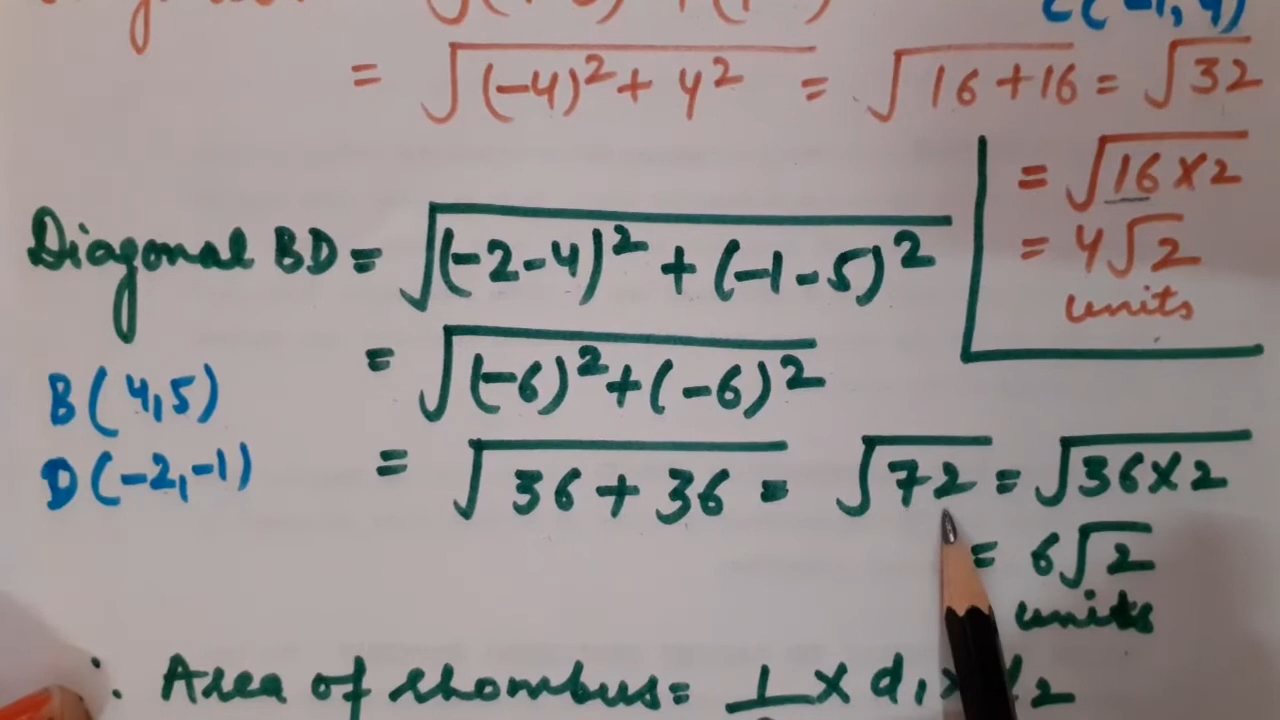 C(-1, 4)
= √((-4)² + 4²) = √(16+16) = √32
= √(16×2)
= 4√2
units
Diagonal BD = √((-2-4)² + (-1-5)²)
= √((-6)² + (-6)²)
B(4,5)
D(-2,-1)
= √(36+36) = √72 = √(36×2)
= 6√2
units
∴ Area of rhombus = 1 × d₁ × d₂